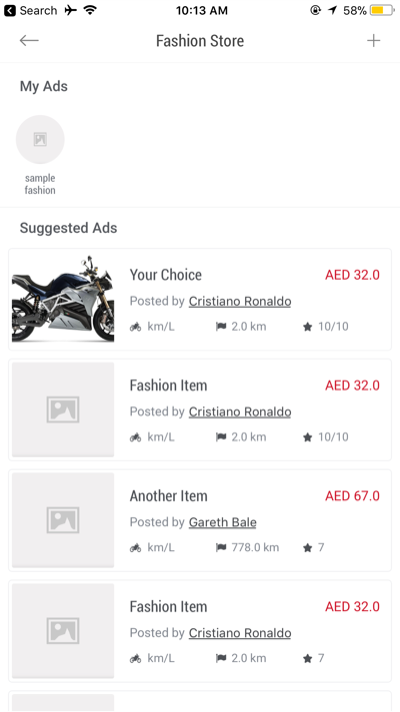 Search 10:13 AM 58%
Fashion Store
My Ads
sample
fashion
Suggested Ads
Your Choice AED 32.0
Posted by Cristiano Ronaldo
km/L 2.0 km 10/10
Fashion Item AED 32.0
Posted by Cristiano Ronaldo
km/L 2.0 km 10/10
Another Item AED 67.0
Posted by Gareth Bale
km/L 778.0 km 7
Fashion Item AED 32.0
Posted by Cristiano Ronaldo
km/L 2.0 km 7